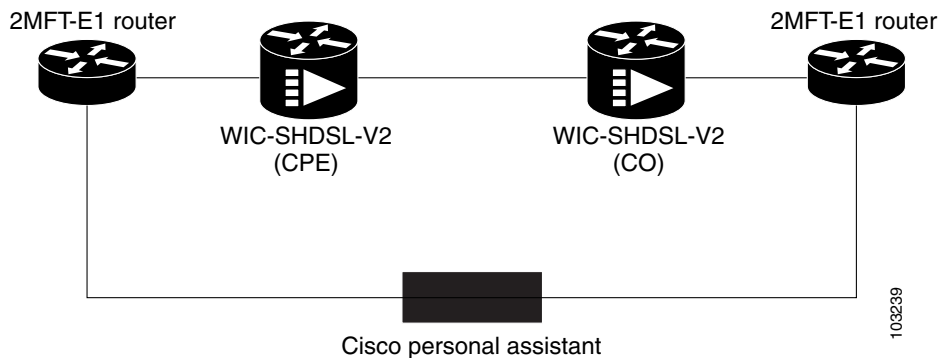 2MFT-E1 router
2MFT-E1 router
WIC-SHDSL-V2
(CPE)
WIC-SHDSL-V2
(CO)
Cisco personal assistant
103239